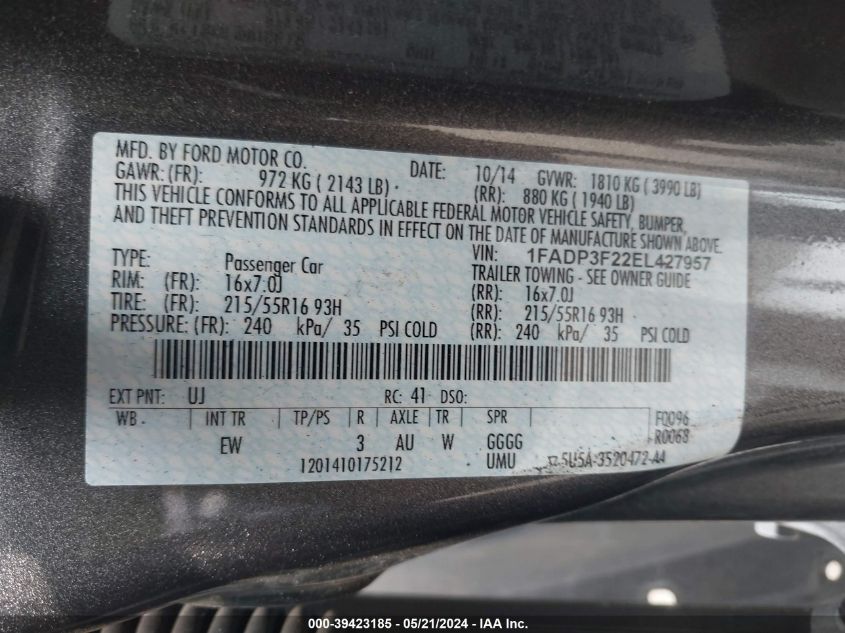 MFD. BY FORD MOTOR CO. DATE: 10/14 GVWR: 1810 KG ( 3990 LB)
GAWR: (FR): 972 KG ( 2143 LB) (RR): 880 KG ( 1940 LB)
THIS VEHICLE CONFORMS TO ALL APPLICABLE FEDERAL MOTOR VEHICLE SAFETY, BUMPER,
AND THEFT PREVENTION STANDARDS IN EFFECT ON THE DATE OF MANUFACTURE SHOWN ABOVE.
VIN: 1FADP3F22EL427957
TYPE: Passenger Car TRAILER TOWING - SEE OWNER GUIDE
RIM: (FR): 16x7.0J (RR): 16x7.0J
TIRE: (FR): 215/55R16 93H (RR): 215/55R16 93H
PRESSURE: (FR): 240 kPa/ 35 PSI COLD (RR): 240 kPa/ 35 PSI COLD
EXT PNT: UJ RC: 41 DSO:
WB INT TR TP/PS R AXLE TR SPR F0096
EW 3 AU W GGGG R0068
1201410175212 UMU 5U5A-3520472-AA
000-39423185 - 05/21/2024 - IAA Inc.